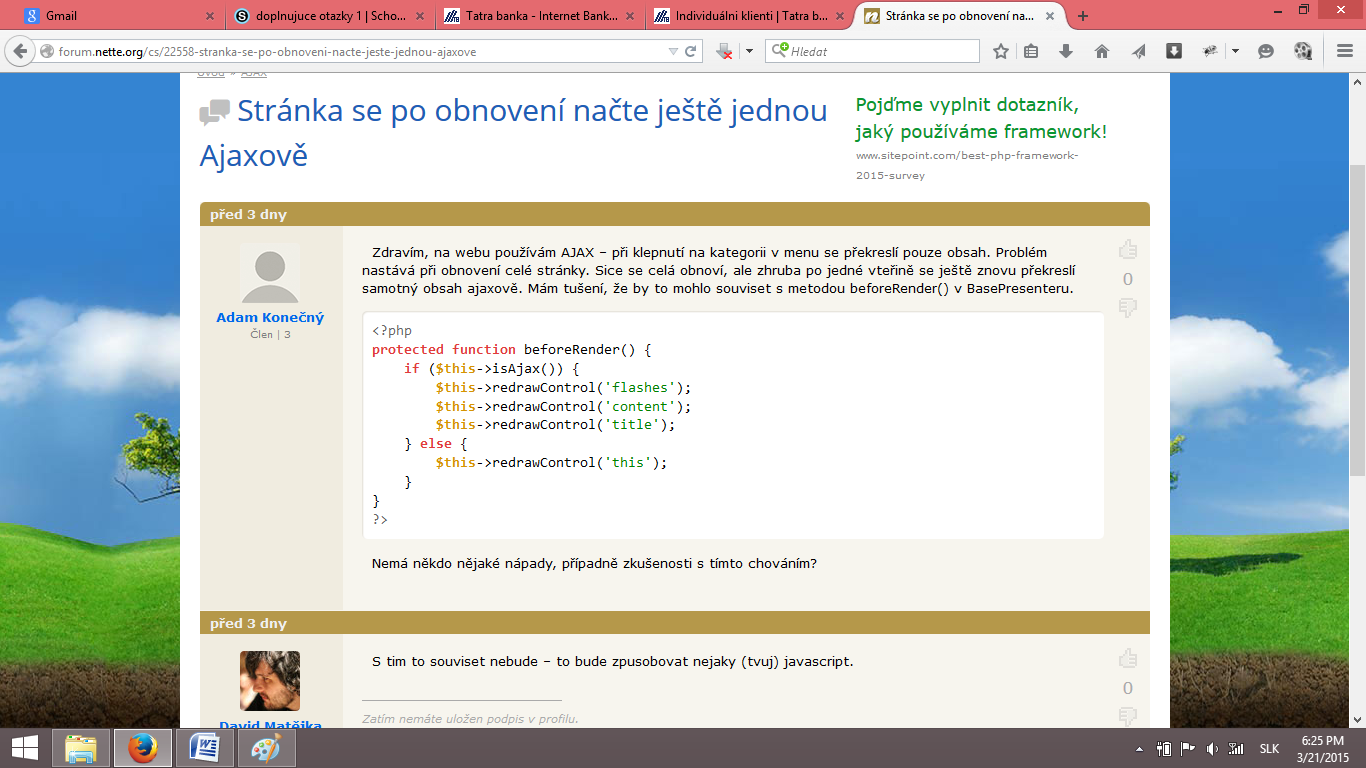 Gmail
doplnujuce otazky 1 | Scho...
Tatra banka - Internet Bank...
Individuálni klienti | Tatra b...
Stránka se po obnovení na...
forum.nette.org/cs/22558-stranka-se-po-obnoveni-nacte-jeste-jednou-ajaxove
Hledat
Úvod » AJAX
Stránka se po obnovení načte ještě jednou
Ajaxově
Pojďme vyplnit dotazník,
jaký používáme framework!
www.sitepoint.com/best-php-framework-
2015-survey
před 3 dny
Adam Konečný
Člen | 3
Zdravím, na webu používám AJAX – při klepnutí na kategorii v menu se překreslí pouze obsah. Problém
nastává při obnovení celé stránky. Sice se celá obnoví, ale zhruba po jedné vteřině se ještě znovu překreslí
samotný obsah ajaxově. Mám tušení, že by to mohlo souviset s metodou beforeRender() v BasePresenteru.
0
<?php
protected function beforeRender() {
    if ($this->isAjax()) {
        $this->redrawControl('flashes');
        $this->redrawControl('content');
        $this->redrawControl('title');
    } else {
        $this->redrawControl('this');
    }
}
?>
Nemá někdo nějaké nápady, případně zkušenosti s tímto chováním?
před 3 dny
David Matějka
S tim to souviset nebude – to bude zpusobovat nejaky (tvuj) javascript.
0
Zatím nemáte uložen podpis v profilu.
SLK
6:25 PM
3/21/2015